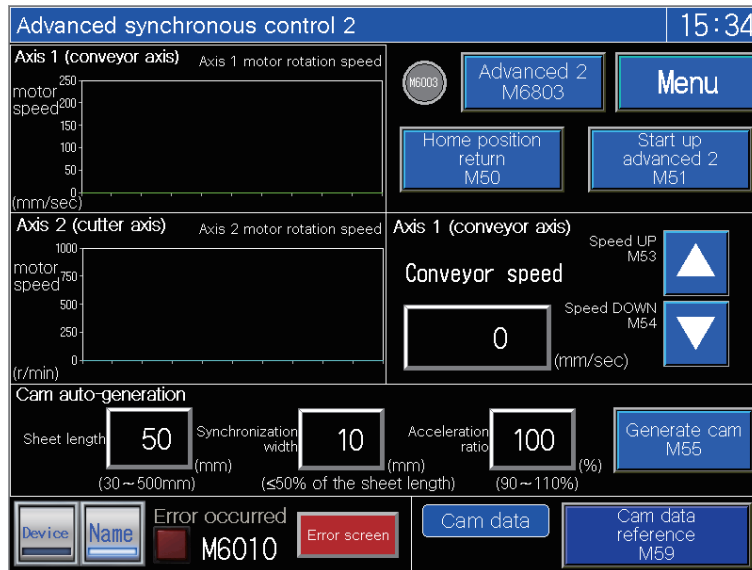 Advanced synchronous control 2
15:34
Axis 1 (conveyor axis)
Axis 1 motor rotation speed
motor
speed
250
200
150
100
50
0
(mm/sec)
M6003
Advanced 2
M6803
Menu
Home position
return
M50
Start up
advanced 2
M51
Axis 2 (cutter axis)
Axis 2 motor rotation speed
motor
speed
1000
750
500
250
0
(r/min)
Axis 1 (conveyor axis)
Conveyor speed
0
(mm/sec)
Speed UP
M53
Speed DOWN
M54
Cam auto-generation
Sheet length
50
(mm)
(30~500mm)
Synchronization
width
10
(mm)
(≤50% of the sheet length)
Acceleration
ratio
100
(%)
(90~110%)
Generate cam
M55
Device
Name
Error occurred
M6010
Error screen
Cam data
Cam data
reference
M59